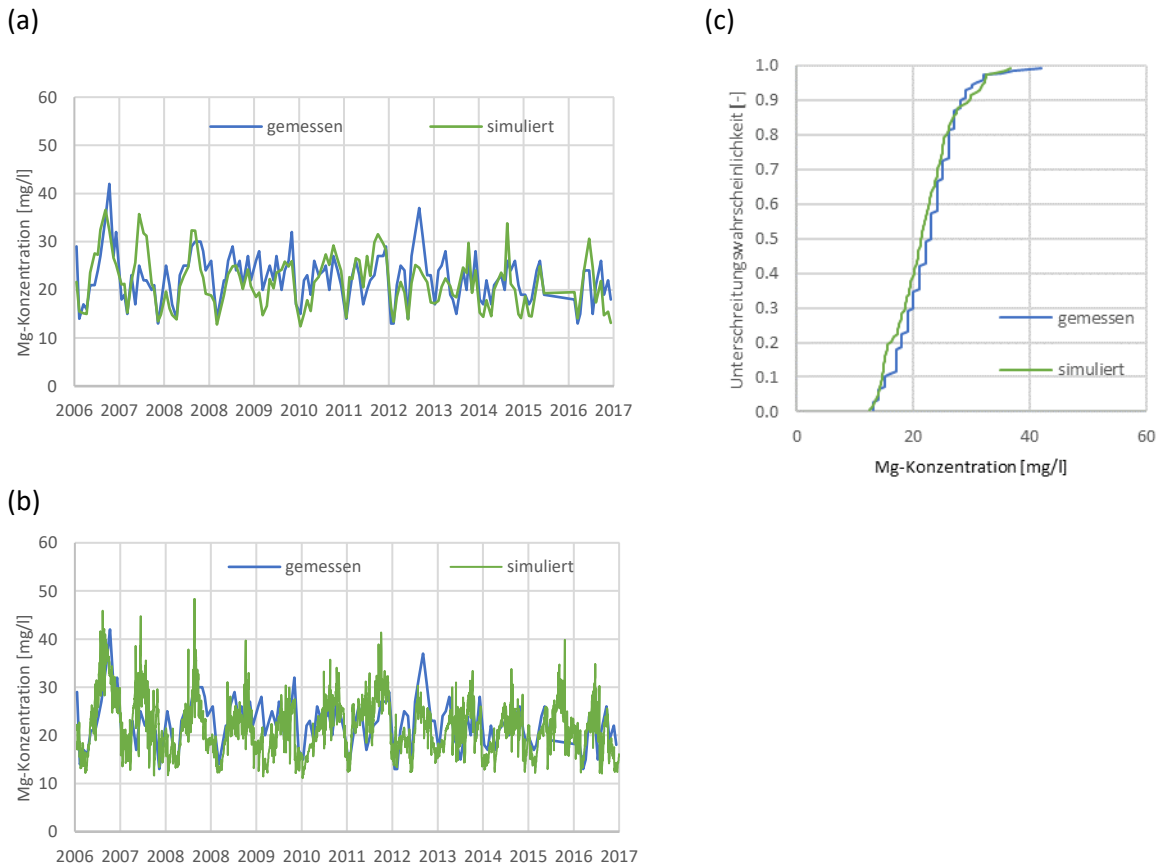 (a)
Mg-Konzentration [mg/l]
60
50
40
30
20
10
0
gemessen
simuliert
2006 2007 2008 2008 2009 2010 2011 2012 2013 2014 2015 2016 2017
(c)
Unterschreitungswahrscheinlichkeit [-]
1.0
0.9
0.8
0.7
0.6
0.5
0.4
0.3
0.2
0.1
0.0
gemessen
simuliert
0 20 40 60
Mg-Konzentration [mg/l]
(b)
Mg-Konzentration [mg/l]
60
50
40
30
20
10
0
gemessen
simuliert
2006 2007 2008 2008 2009 2010 2011 2012 2013 2014 2015 2016 2017